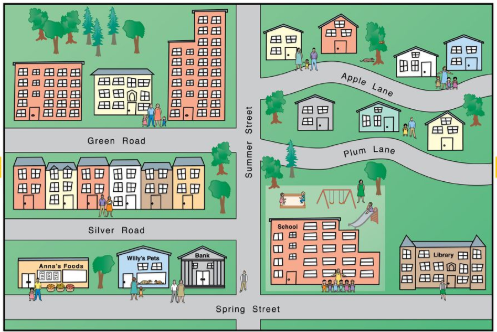 Apple Lane
Green Road
Summer Street
Plum Lane
School
Silver Road
Anna's Foods
Willy's Pets
Bank
Library
Spring Street